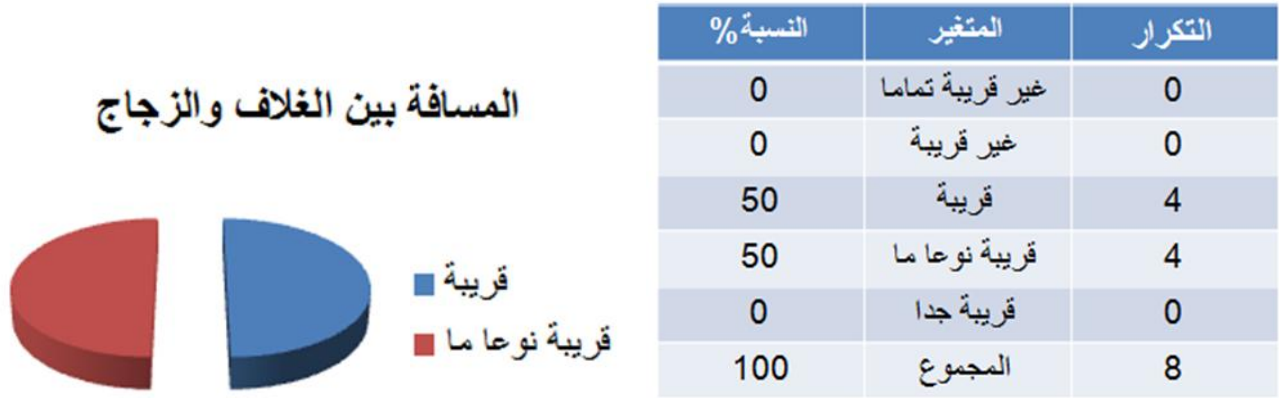 المسافة بين الغلاف والزجاج
قريبة
قريبة نوعا ما
التكرار المتغير النسبة%
0 غير قريبة تماما 0
0 غير قريبة 0
4 قريبة 50
4 قريبة نوعا ما 50
0 قريبة جدا 0
8 المجموع 100